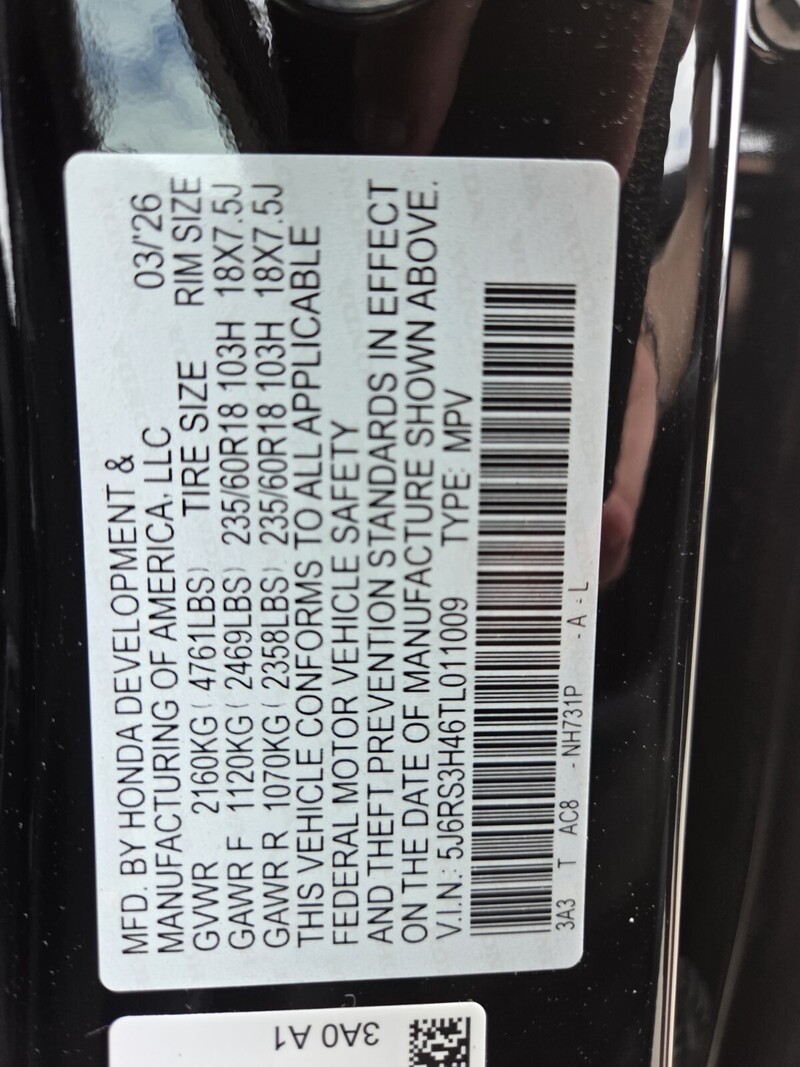 MFD. BY HONDA DEVELOPMENT &
MANUFACTURING OF AMERICA, LLC 03/'26
GVWR 2160KG ( 4761LBS) TIRE SIZE RIM SIZE
GAWR F 1120KG ( 2469LBS) 235/60R18 103H 18X7.5J
GAWR R 1070KG ( 2358LBS) 235/60R18 103H 18X7.5J
THIS VEHICLE CONFORMS TO ALL APPLICABLE
FEDERAL MOTOR VEHICLE SAFETY
AND THEFT PREVENTION STANDARDS IN EFFECT
ON THE DATE OF MANUFACTURE SHOWN ABOVE.
V.I.N.: 5J6RS3H46TL011009 TYPE: MPV
3A3 T AC8 - NH731P - A - L
3A0 A1